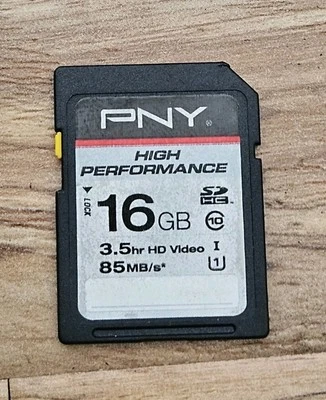 PNY®
HIGH
PERFORMANCE
LOCK
16GB
SD
HC
10
3.5hr HD Video I
85MB/s* 1